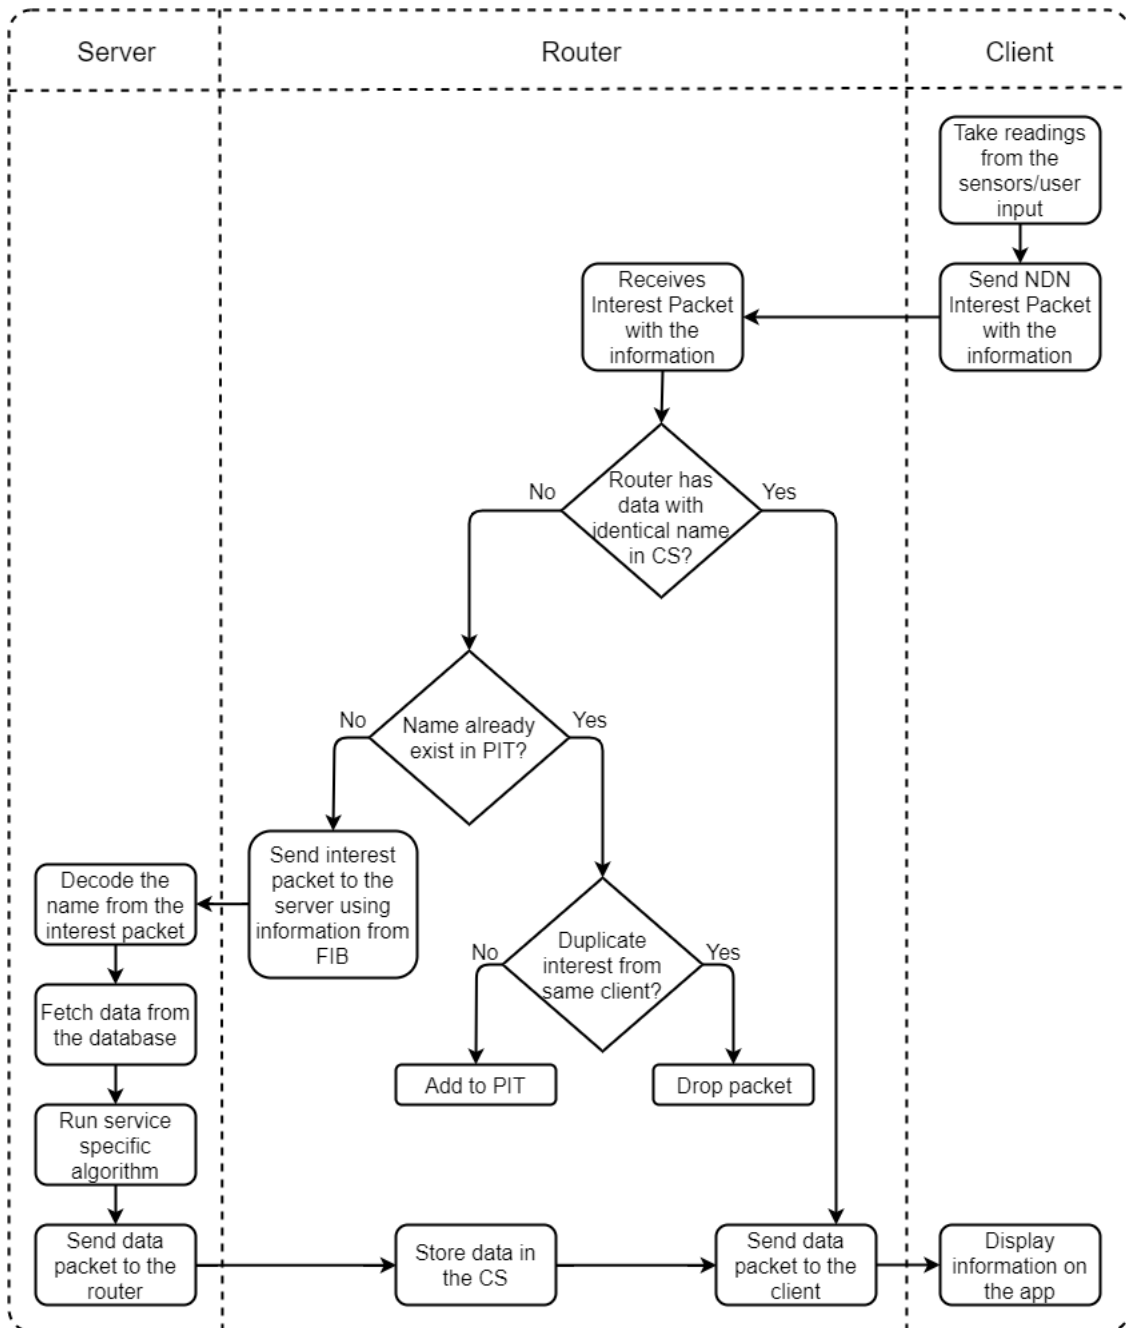 Server
Router
Client
Take readings
from the
sensors/user
input
Receives
Interest Packet
with the
information
Send NDN
Interest Packet
with the
information
No
Router has
data with
identical name
in CS?
Yes
No
Name already
exist in PIT?
Yes
Send interest
packet to the
server using
information from
FIB
Decode the
name from the
interest packet
No
Duplicate
interest from
same client?
Yes
Fetch data from
the database
Add to PIT
Drop packet
Run service
specific
algorithm
Send data
packet to the
router
Store data in
the CS
Send data
packet to the
client
Display
information on
the app